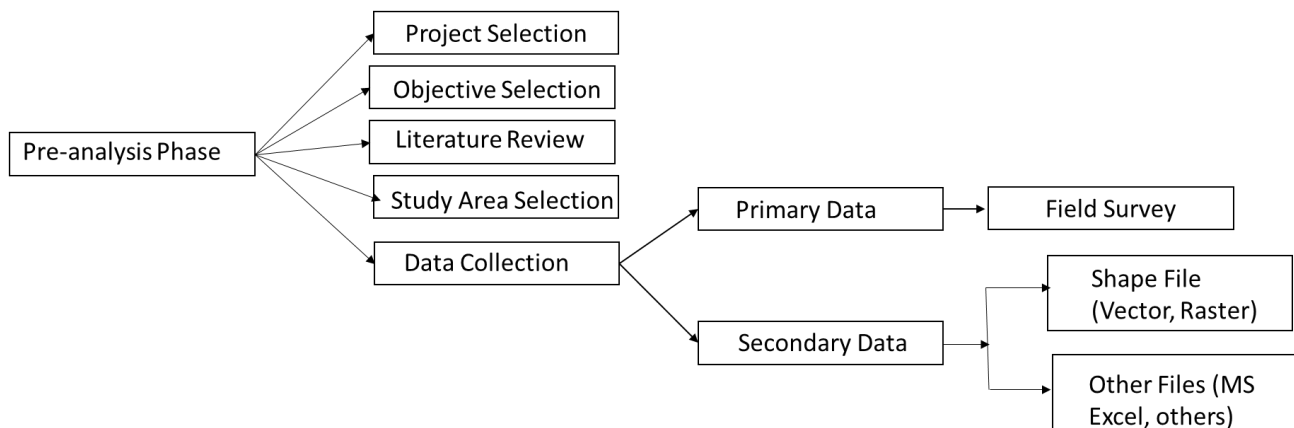 Project Selection
Objective Selection
Pre-analysis Phase
Literature Review
Study Area Selection
Data Collection
Primary Data
Field Survey
Secondary Data
Shape File
(Vector, Raster)
Other Files (MS
Excel, others)